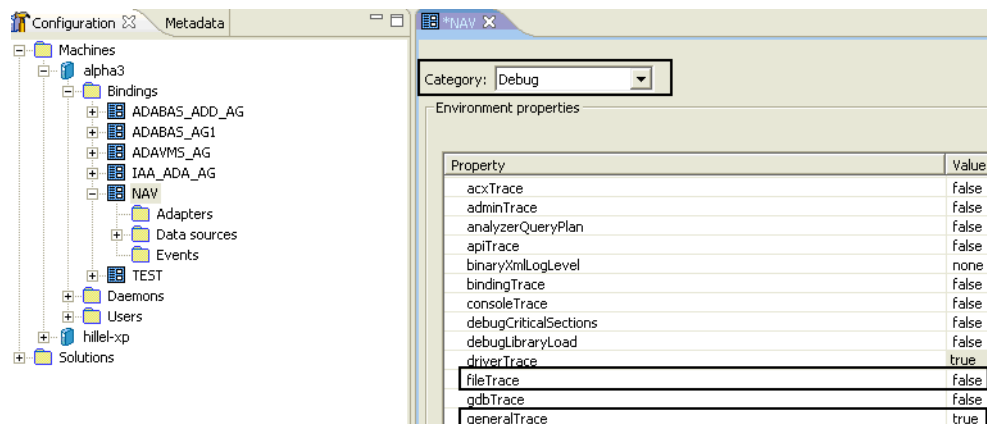 Configuration Metadata
Machines
alpha3
Bindings
ADABAS_ADD_AG
ADABAS_AG1
ADAVMS_AG
IAA_ADA_AG
NAV
Adapters
Data sources
Events
TEST
Daemons
Users
hillel-xp
Solutions
*NAV
Category: Debug
Environment properties
Property Value
acxTrace false
adminTrace false
analyzerQueryPlan false
apiTrace false
binaryXmlLogLevel none
bindingTrace false
consoleTrace false
debugCriticalSections false
debugLibraryLoad false
driverTrace true
fileTrace false
gdbTrace false
generalTrace true